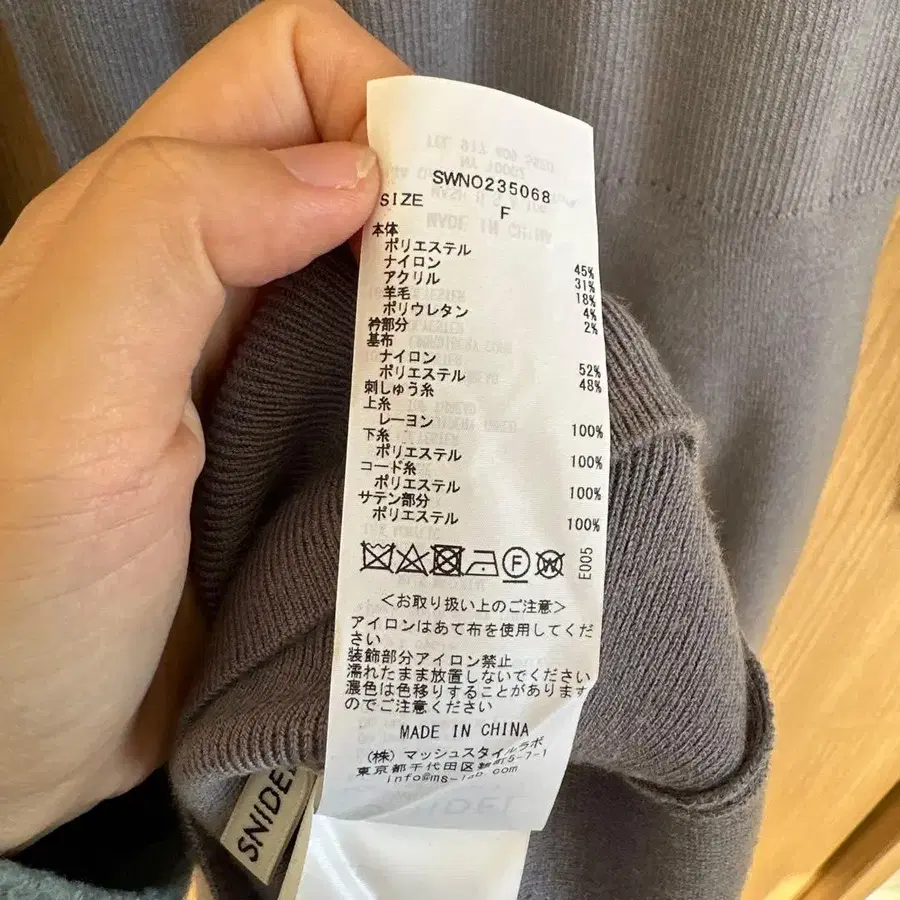 SWNO235068
SIZE F
本体
ポリエステル 45%
ナイロン 31%
アクリル 18%
羊毛 4%
ポリウレタン 2%
衿部分
基布
ナイロン 52%
ポリエステル 48%
刺しゅう糸
上糸
レーヨン 100%
下糸
ポリエステル 100%
コード糸
ポリエステル 100%
サテン部分
ポリエステル 100%
F W E005
<お取り扱い上のご注意>
アイロンはあて布を使用してくだ
さい
装飾部分アイロン禁止
濡れたまま放置しないでください
濃色は色移りすることがあります
のでご注意ください
MADE IN CHINA
(株)マッシュスタイルラボ
東京都千代田区麹町5-7-1
info@ms-lab.com
SNIDEL